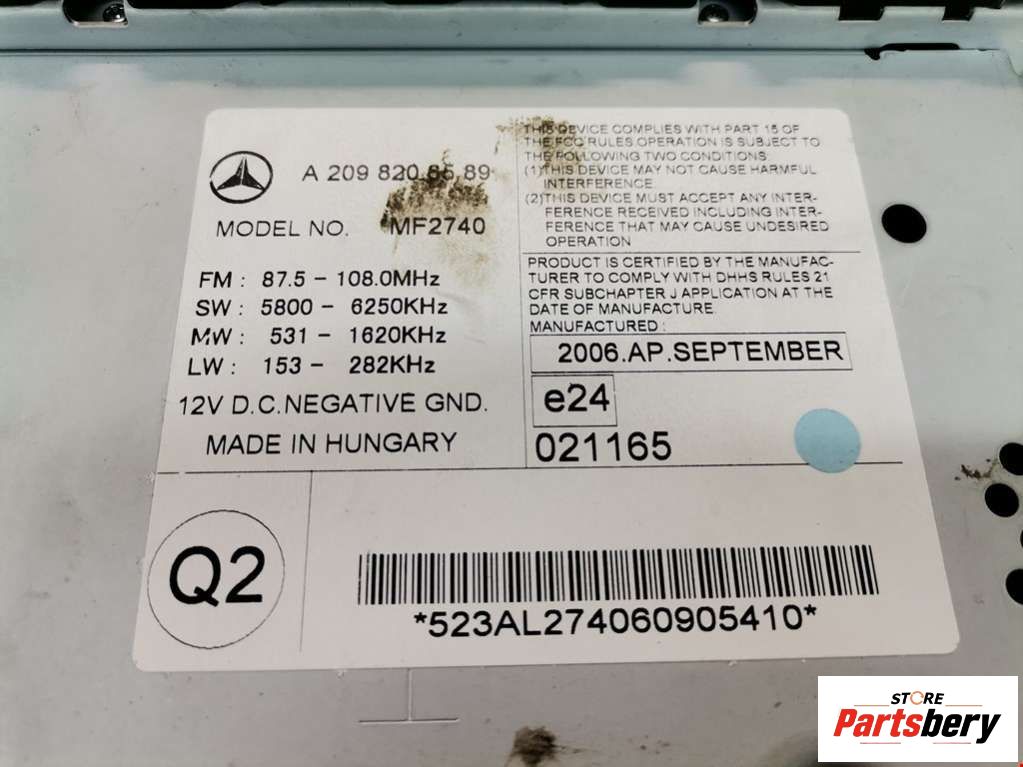 A 209 820 85 89
MODEL NO. MF2740
FM : 87.5 - 108.0MHz
SW : 5800 - 6250KHz
MW : 531 - 1620KHz
LW : 153 - 282KHz
12V D.C.NEGATIVE GND.
MADE IN HUNGARY
THIS DEVICE COMPLIES WITH PART 15 OF
THE FCC RULES OPERATION IS SUBJECT TO
THE FOLLOWING TWO CONDITIONS
(1)THIS DEVICE MAY NOT CAUSE HARMFUL
INTERFERENCE.
(2)THIS DEVICE MUST ACCEPT ANY INTER-
FERENCE RECEIVED INCLUDING INTER-
FERENCE THAT MAY CAUSE UNDESIRED
OPERATION
PRODUCT IS CERTIFIED BY THE MANUFAC-
TURER TO COMPLY WITH DHHS RULES 21
CFR SUBCHAPTER J APPLICATION AT THE
DATE OF MANUFACTURE.
MANUFACTURED :
2006.AP.SEPTEMBER
e24
021165
Q2
*523AL274060905410*
STORE
Partsbery